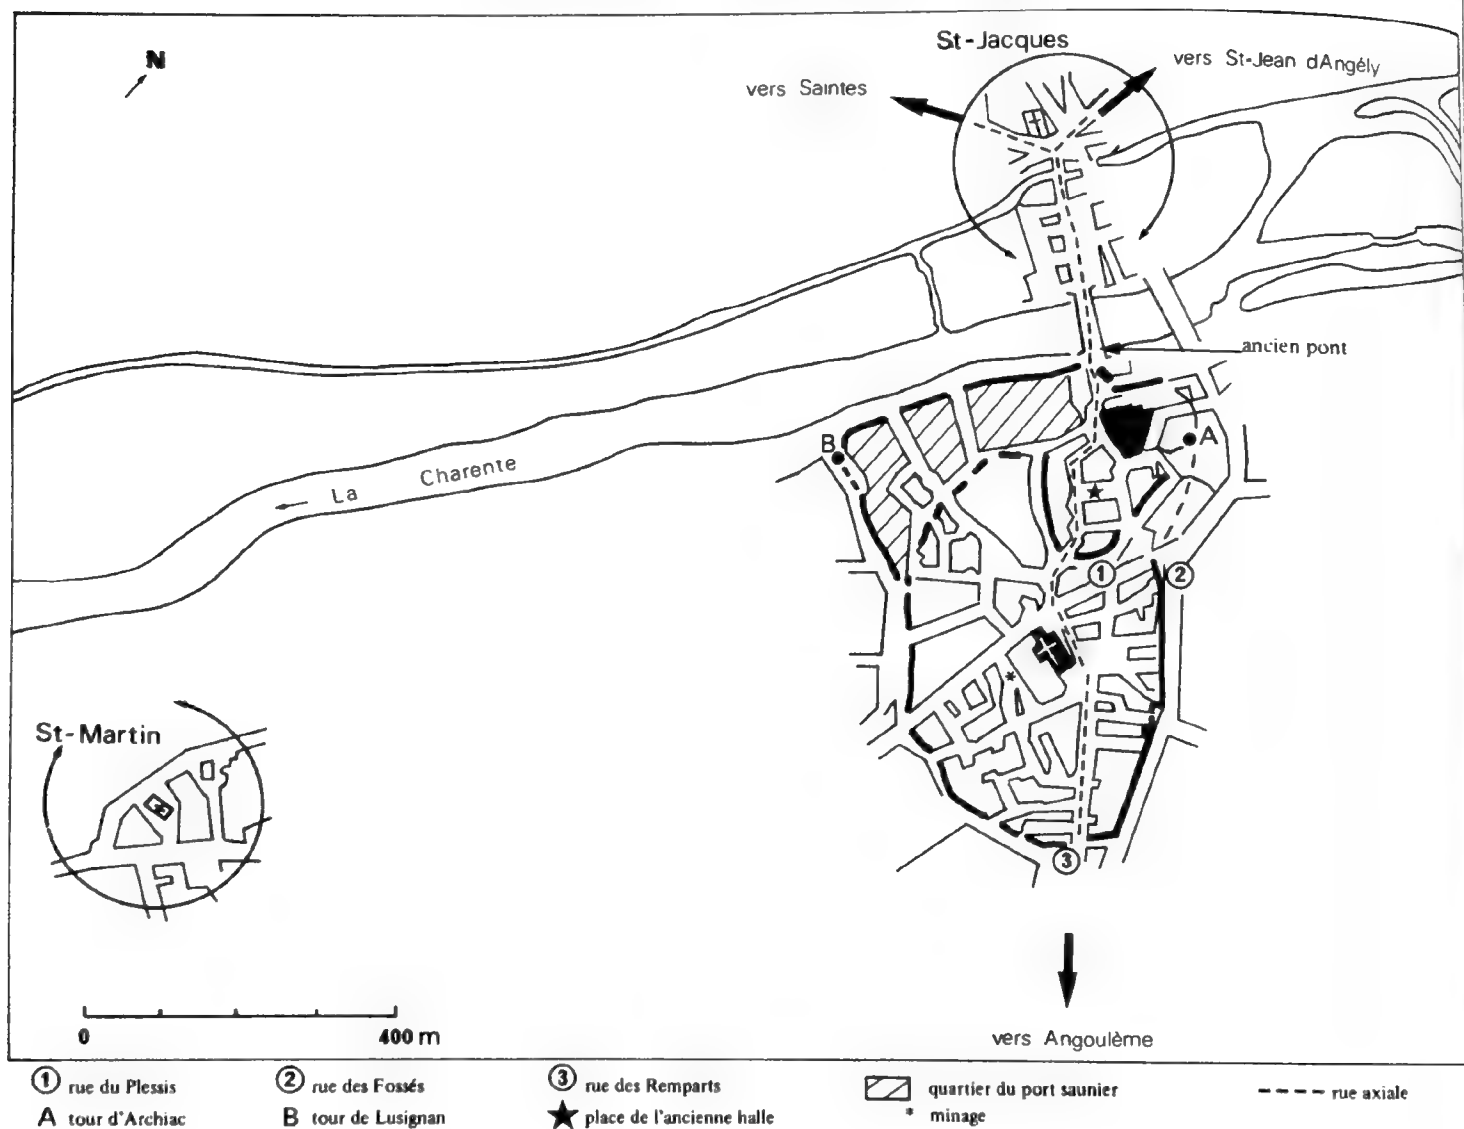 N
St-Jacques
vers Saintes
vers St-Jean d'Angély
ancien pont
A
B
La Charente
1
2
St-Martin
3
0 400 m
vers Angoulême
1 rue du Plessis
2 rue des Fossés
3 rue des Remparts
quartier du port saunier
rue axiale
A tour d'Archiac
B tour de Lusignan
★ place de l'ancienne halle
* minage